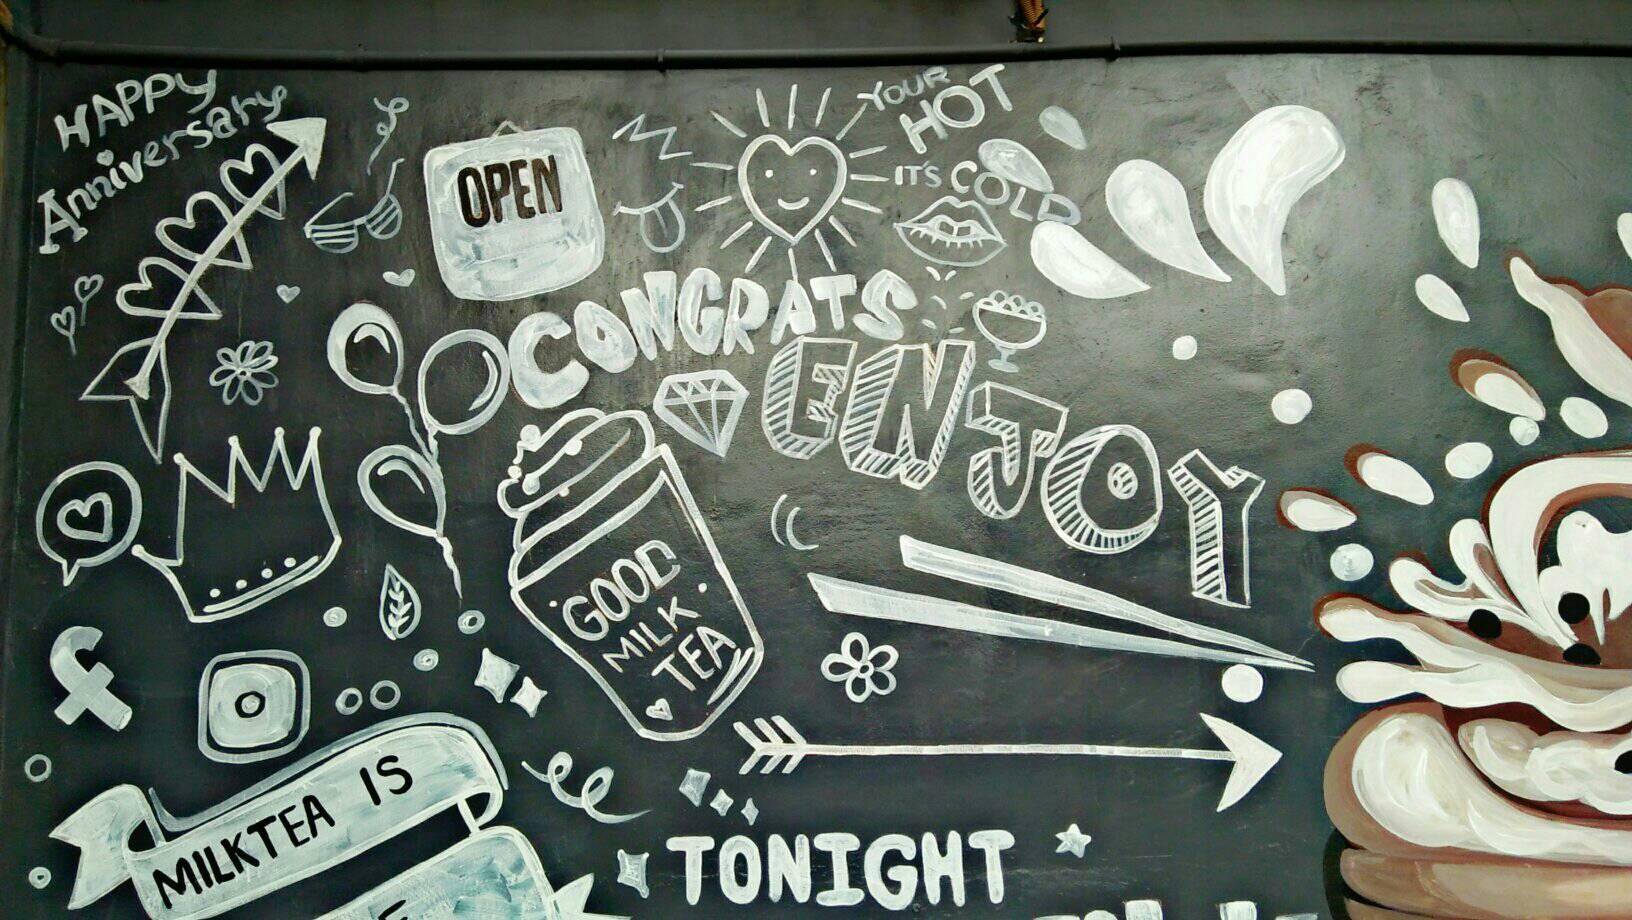 HAPPY
Anniversary
OPEN
YOUR
HOT
IT'S COLD
CONGRATS
ENJOY
GOOD
MILK
TEA
MILKTEA IS
TONIGHT